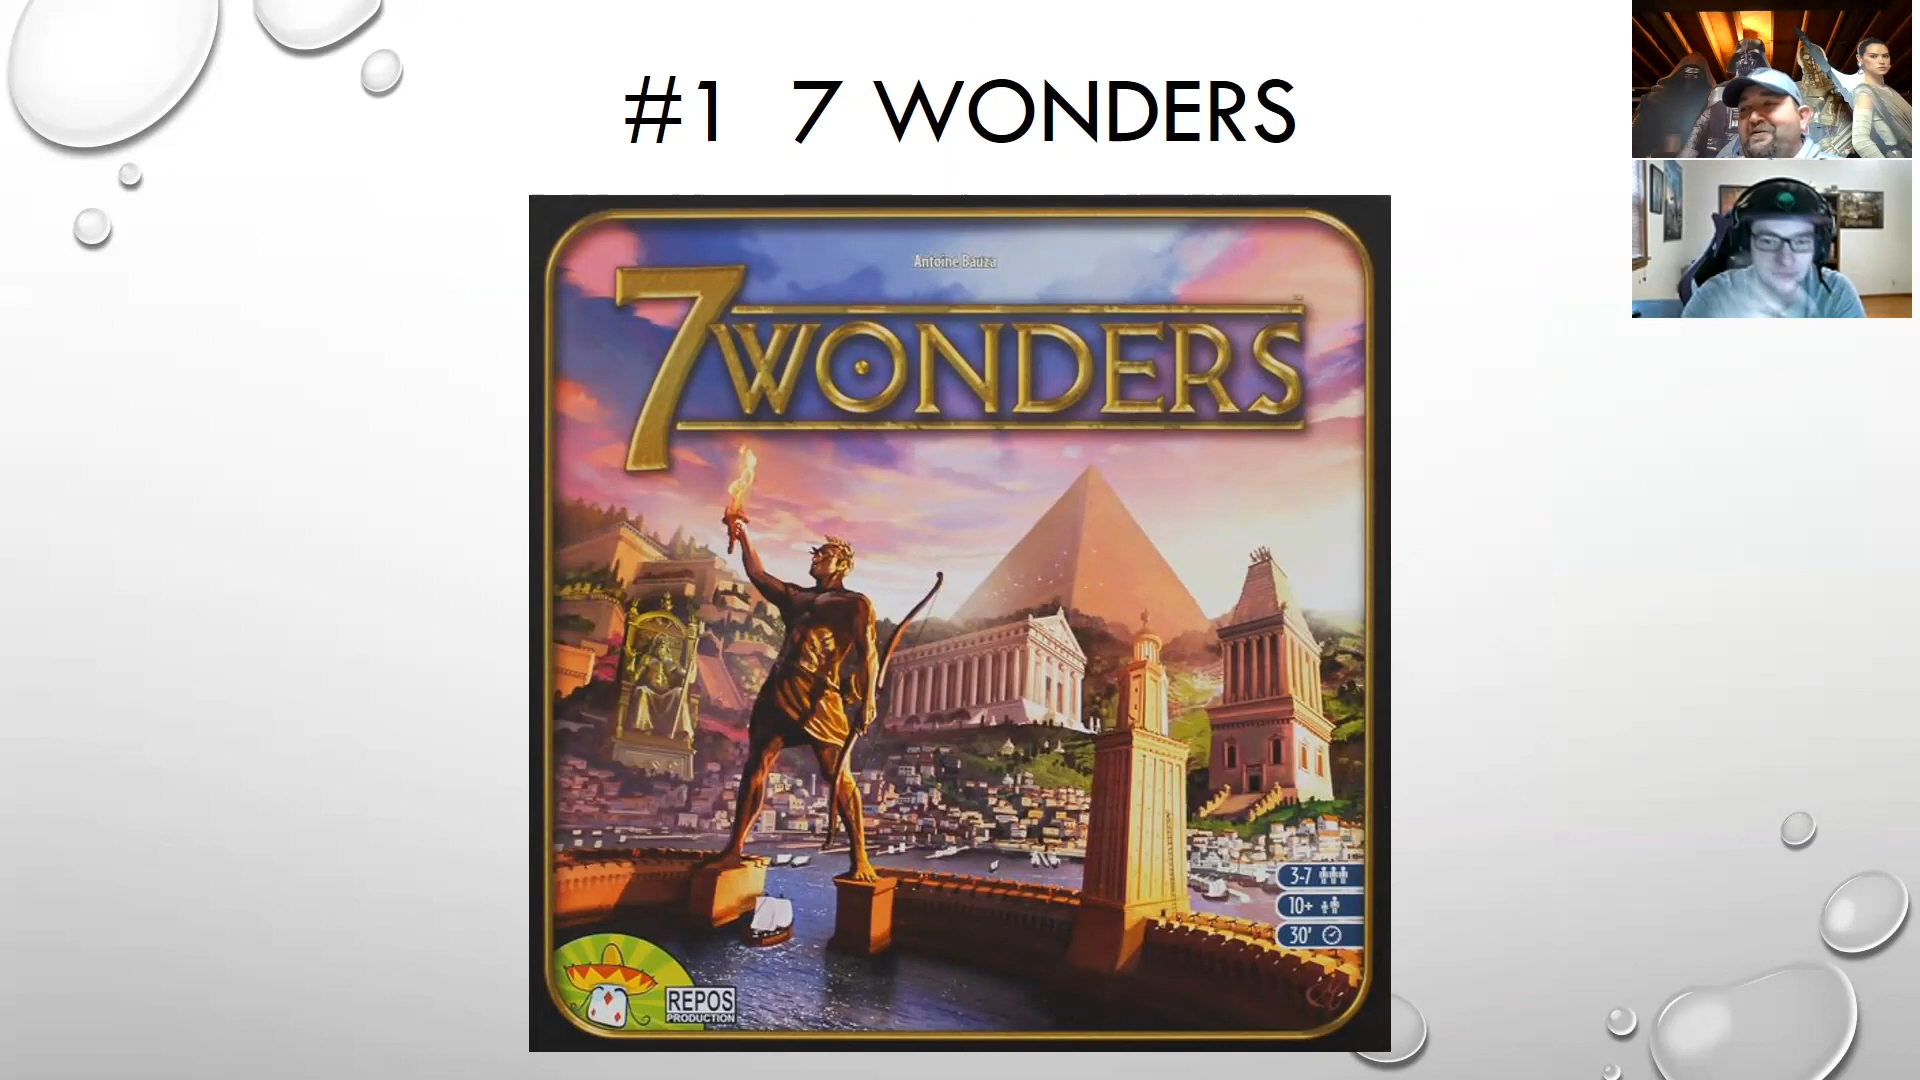 #1 7 WONDERS
Antoine Bauza
7 WONDERS
3-7
10+
30'
REPOS
PRODUCTION